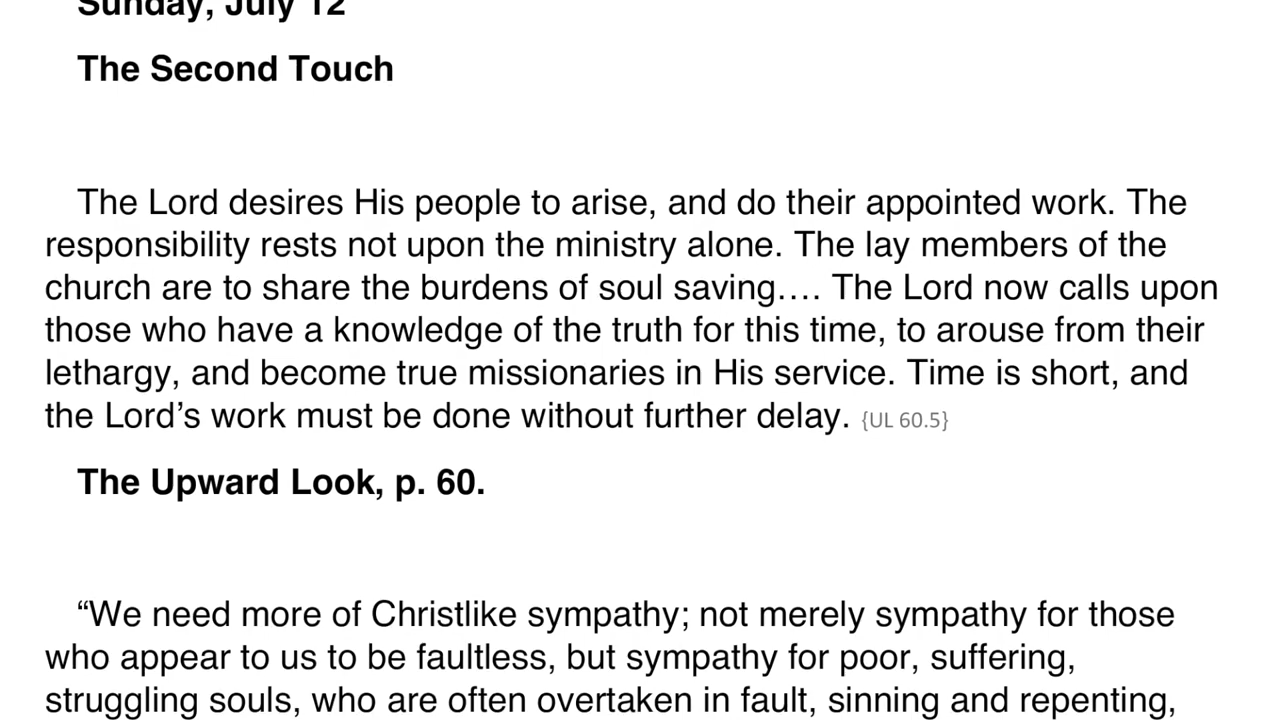 Sunday, July 12
The Second Touch
The Lord desires His people to arise, and do their appointed work. The
responsibility rests not upon the ministry alone. The lay members of the
church are to share the burdens of soul saving…. The Lord now calls upon
those who have a knowledge of the truth for this time, to arouse from their
lethargy, and become true missionaries in His service. Time is short, and
the Lord’s work must be done without further delay. {UL 60.5}
The Upward Look, p. 60.
“We need more of Christlike sympathy; not merely sympathy for those
who appear to us to be faultless, but sympathy for poor, suffering,
struggling souls, who are often overtaken in fault, sinning and repenting,